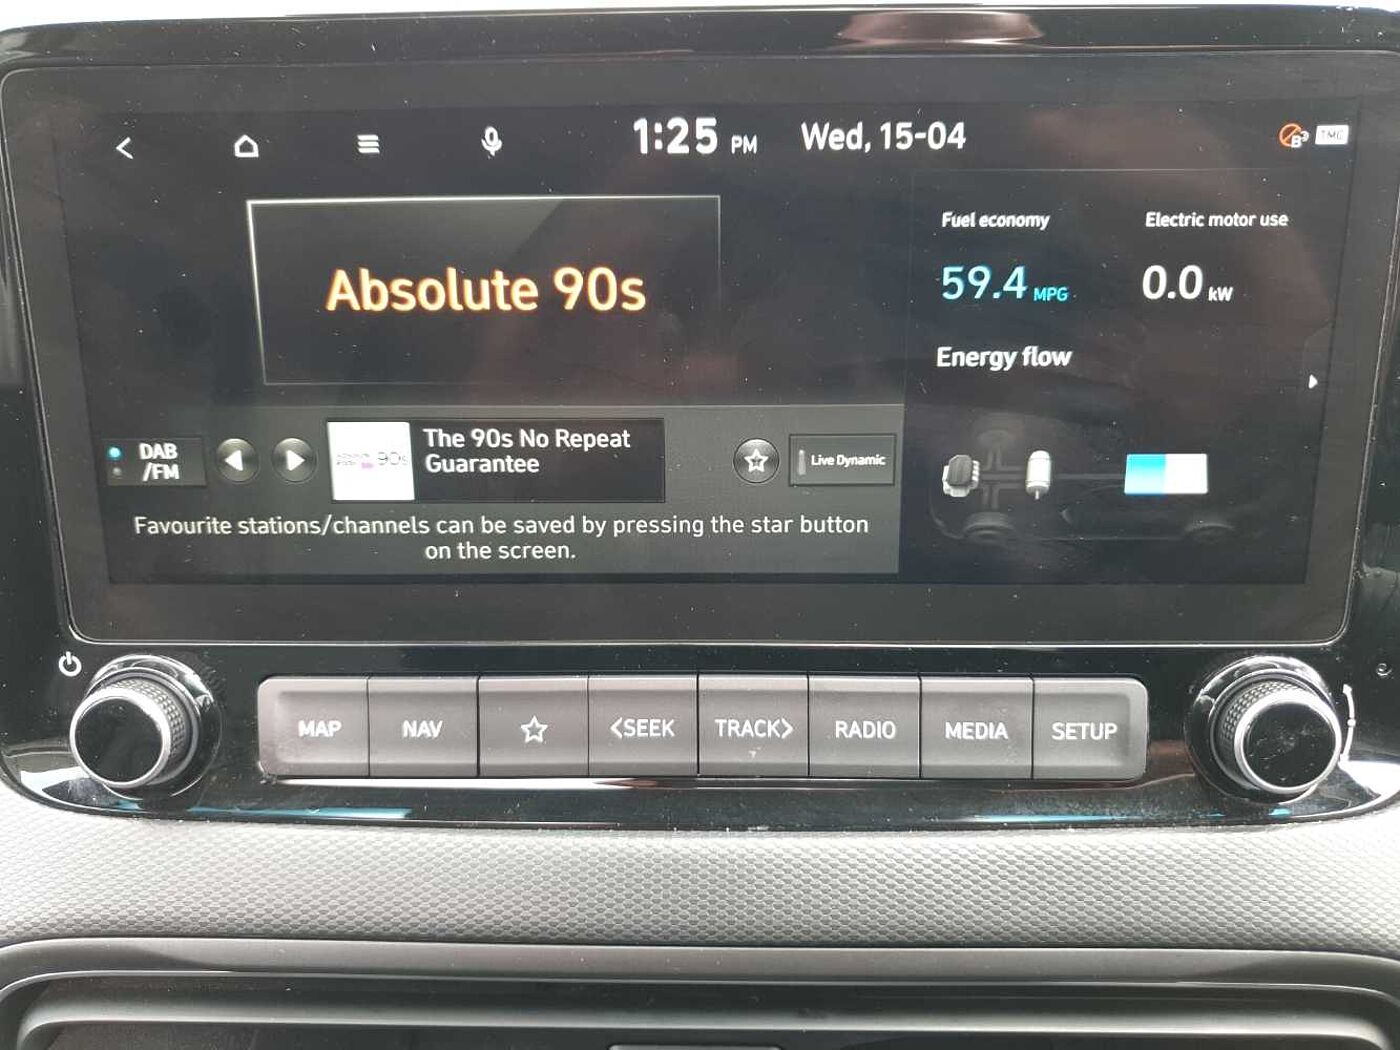 1:25 PM Wed, 15-04
TMC
Absolute 90s
Fuel economy
Electric motor use
59.4 MPG
0.0 kW
Energy flow
DAB
/FM
90s
The 90s No Repeat
Guarantee
Live Dynamic
Favourite stations/channels can be saved by pressing the star button
on the screen.
MAP
NAV
<SEEK
TRACK>
RADIO
MEDIA
SETUP